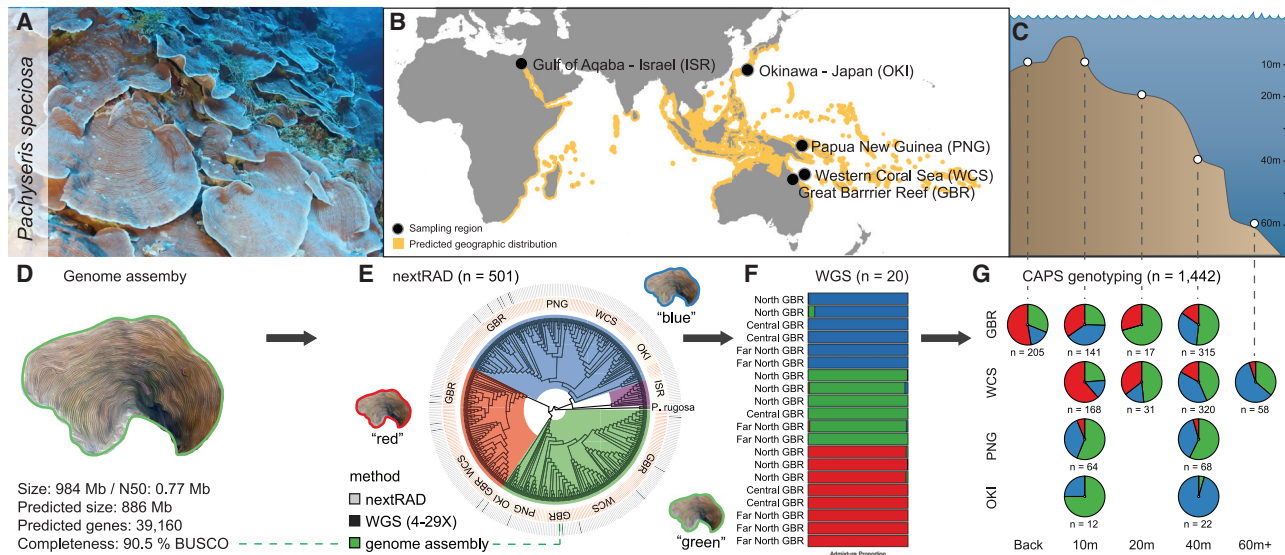 A
Pachyseris speciosa
B
Gulf of Aqaba - Israel (ISR)
Okinawa - Japan (OKI)
Papua New Guinea (PNG)
Western Coral Sea (WCS)
Great Barrrier Reef (GBR)
Sampling region
Predicted geographic distribution
C
10m
20m
40m
60m
D Genome assemby
Size: 984 Mb / N50: 0.77 Mb
Predicted size: 886 Mb
Predicted genes: 39,160
Completeness: 90.5 % BUSCO
E nextRAD (n = 501)
"blue"
"red"
"green"
GBR
PNG
WCS
OKI
ISR
P. rugosa
GBR
WCS
GBR
PNG
OKI
GBR
WCS
GBR
method
nextRAD
WGS (4-29X)
genome assembly
F WGS (n = 20)
North GBR
North GBR
Central GBR
Central GBR
Far North GBR
Far North GBR
North GBR
North GBR
North GBR
Central GBR
Far North GBR
Far North GBR
North GBR
North GBR
North GBR
Central GBR
Central GBR
Far North GBR
Far North GBR
Far North GBR
Admixture Proportion
G CAPS genotyping (n = 1,442)
GBR
n = 205
n = 141
n = 17
n = 315
WCS
n = 168
n = 31
n = 320
n = 58
PNG
n = 64
n = 68
OKI
n = 12
n = 22
Back 10m 20m 40m 60m+